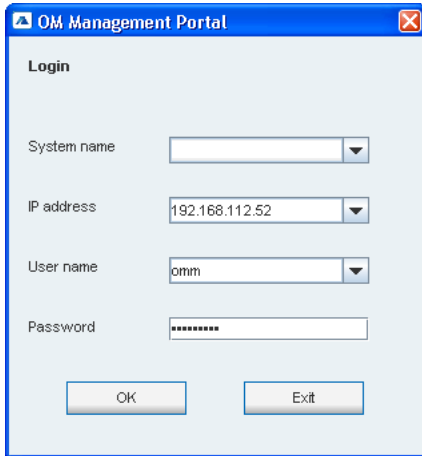 OM Management Portal
Login
System name
IP address 192.168.112.52
User name omm
Password •••••••••
OK Exit